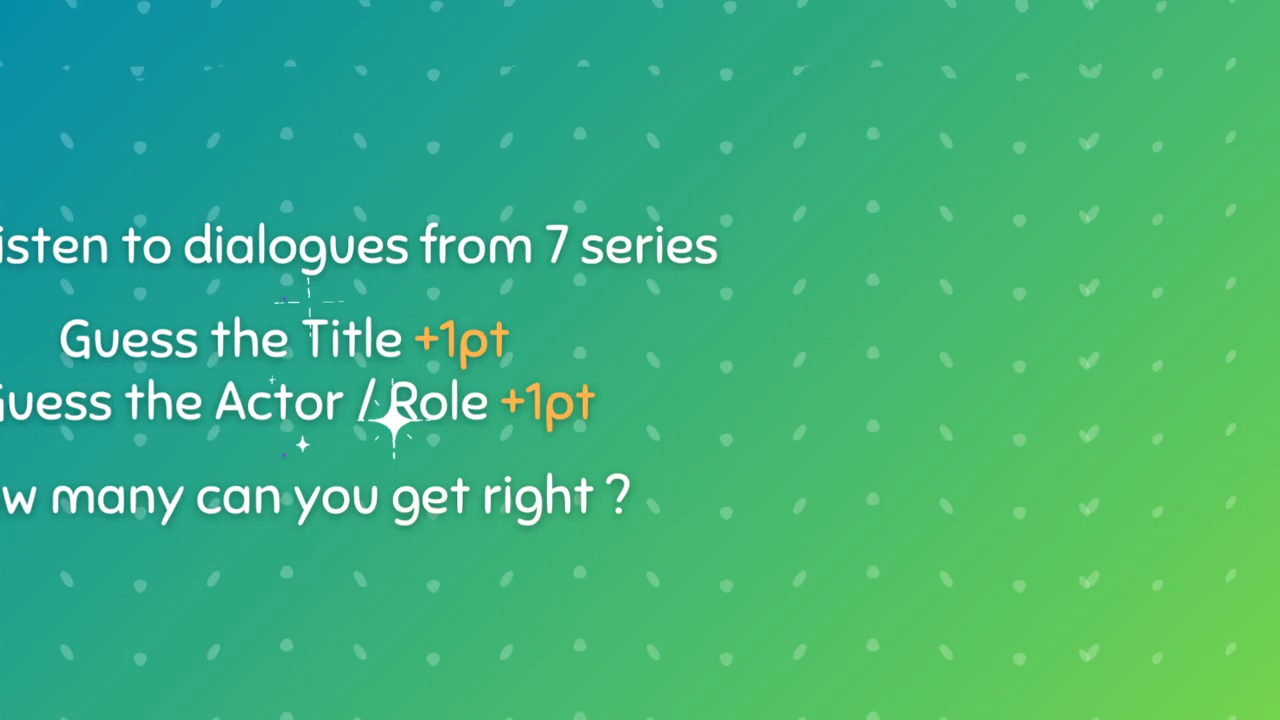 isten to dialogues from 7 series
Guess the Title +1pt
Guess the Actor / Role +1pt
w many can you get right ?